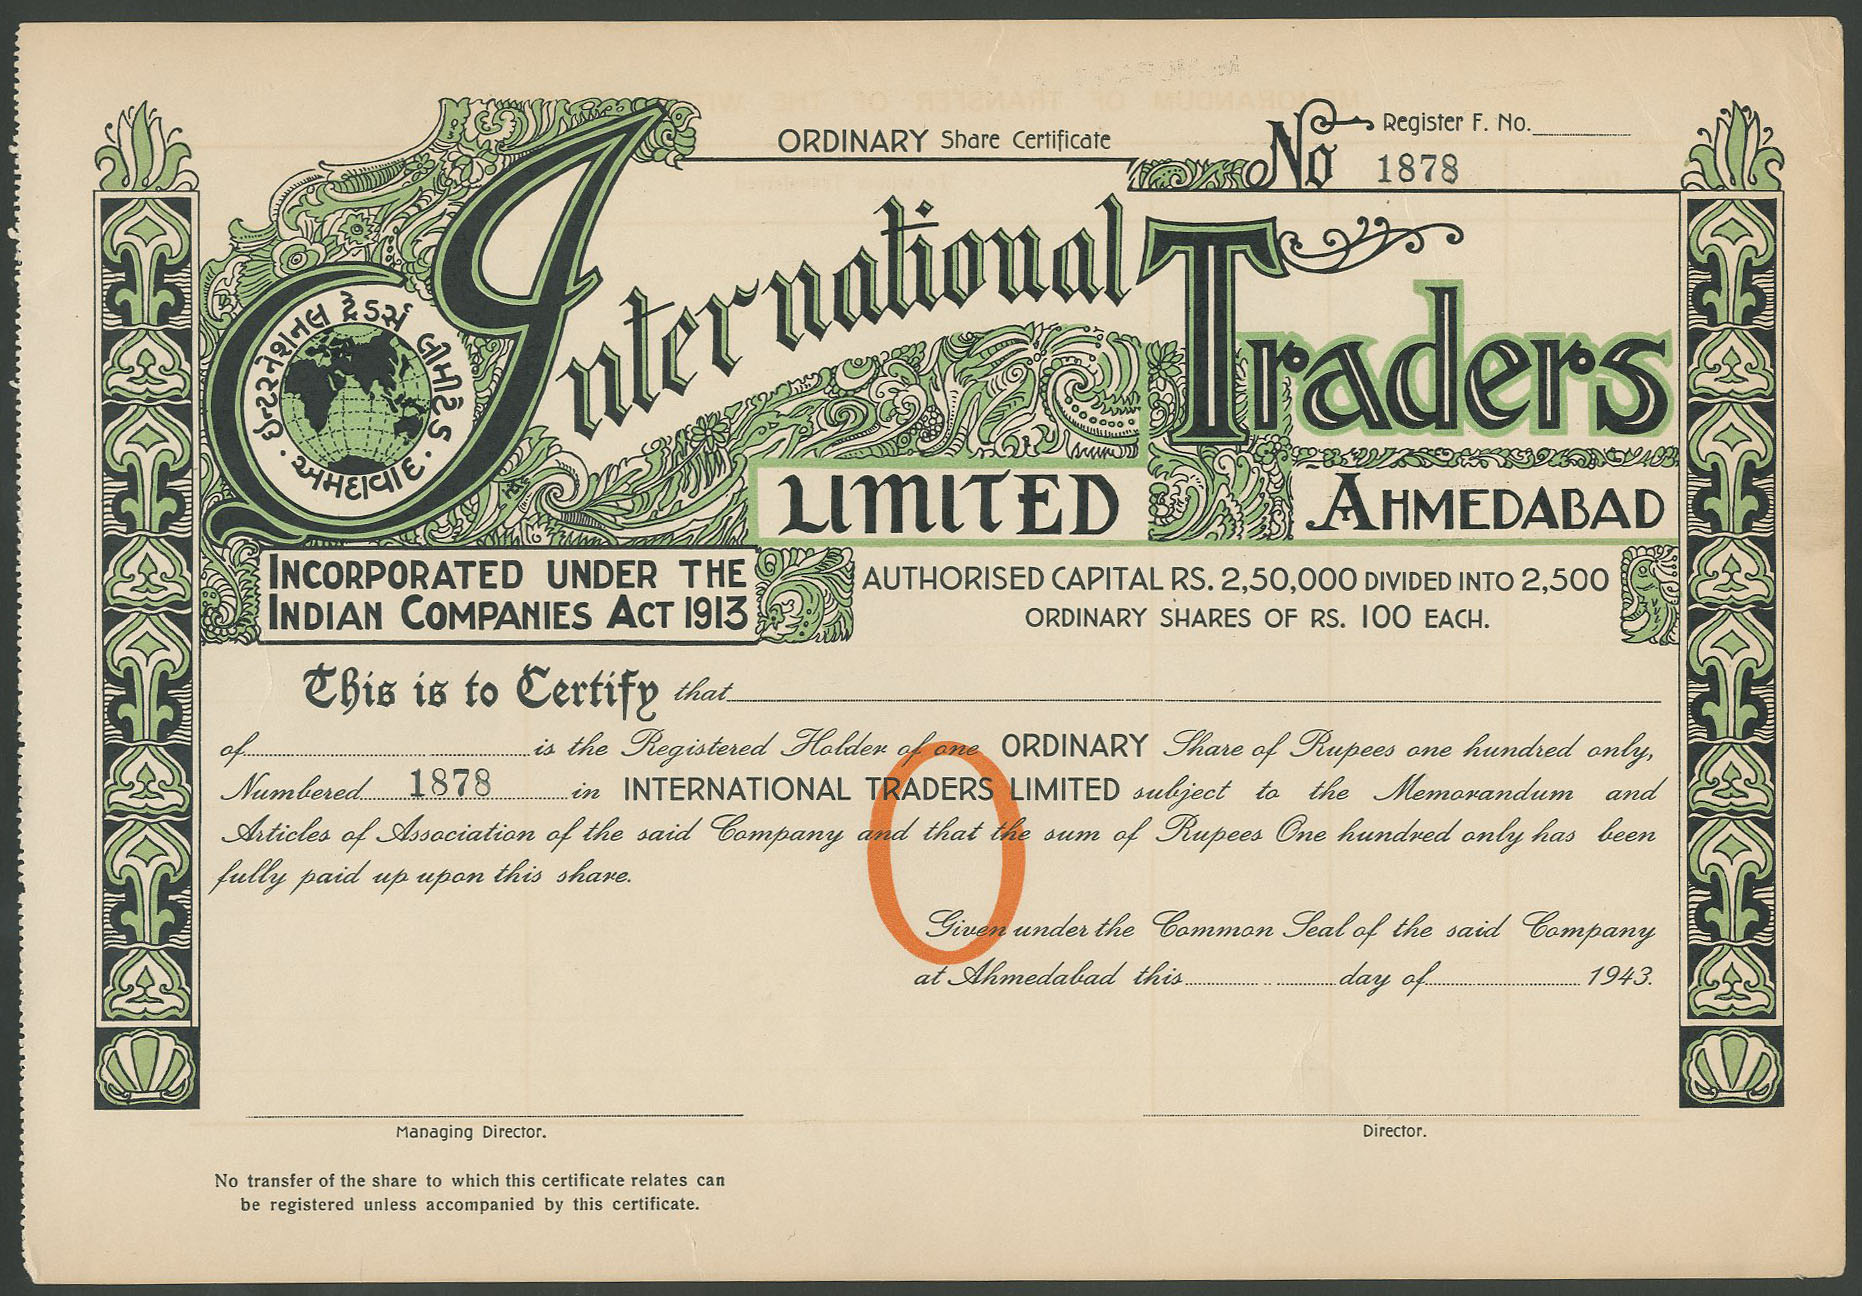 ORDINARY Share Certificate
No 1878
Register F. No.
International Traders
ઇન્ટરનેશનલ ટ્રેડર્સ લીમીટેડ
· અમદાવાદ ·
LIMITED
AHMEDABAD
INCORPORATED UNDER THE
INDIAN COMPANIES ACT 1913
AUTHORISED CAPITAL RS. 2,50,000 DIVIDED INTO 2,500
ORDINARY SHARES OF RS. 100 EACH.
This is to Certify that
of is the Registered Holder of one ORDINARY Share of Rupees one hundred only,
Numbered 1878 in INTERNATIONAL TRADERS LIMITED subject to the Memorandum and
Articles of Association of the said Company and that the sum of Rupees One hundred only has been
fully paid up upon this share.
O
Given under the Common Seal of the said Company
at Ahmedabad this day of 1943.
Managing Director.
Director.
No transfer of the share to which this certificate relates can
be registered unless accompanied by this certificate.